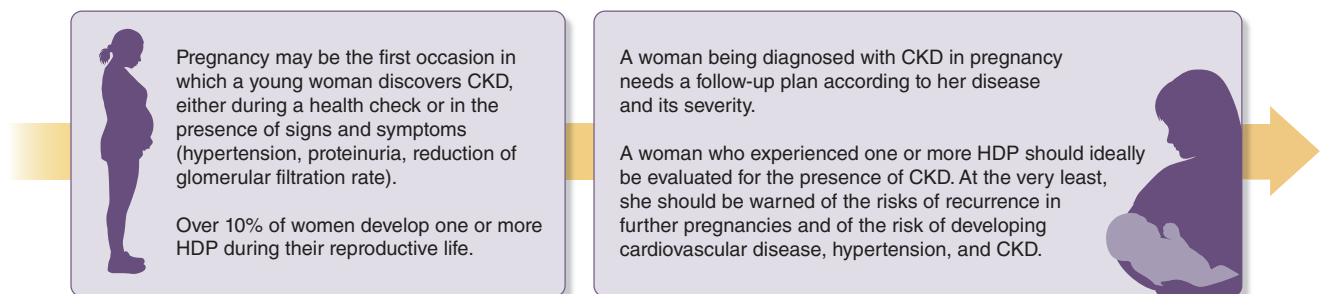 Pregnancy may be the first occasion in
which a young woman discovers CKD,
either during a health check or in the
presence of signs and symptoms
(hypertension, proteinuria, reduction of
glomerular filtration rate).
Over 10% of women develop one or more
HDP during their reproductive life.
A woman being diagnosed with CKD in pregnancy
needs a follow-up plan according to her disease
and its severity.
A woman who experienced one or more HDP should ideally
be evaluated for the presence of CKD. At the very least,
she should be warned of the risks of recurrence in
further pregnancies and of the risk of developing
cardiovascular disease, hypertension, and CKD.